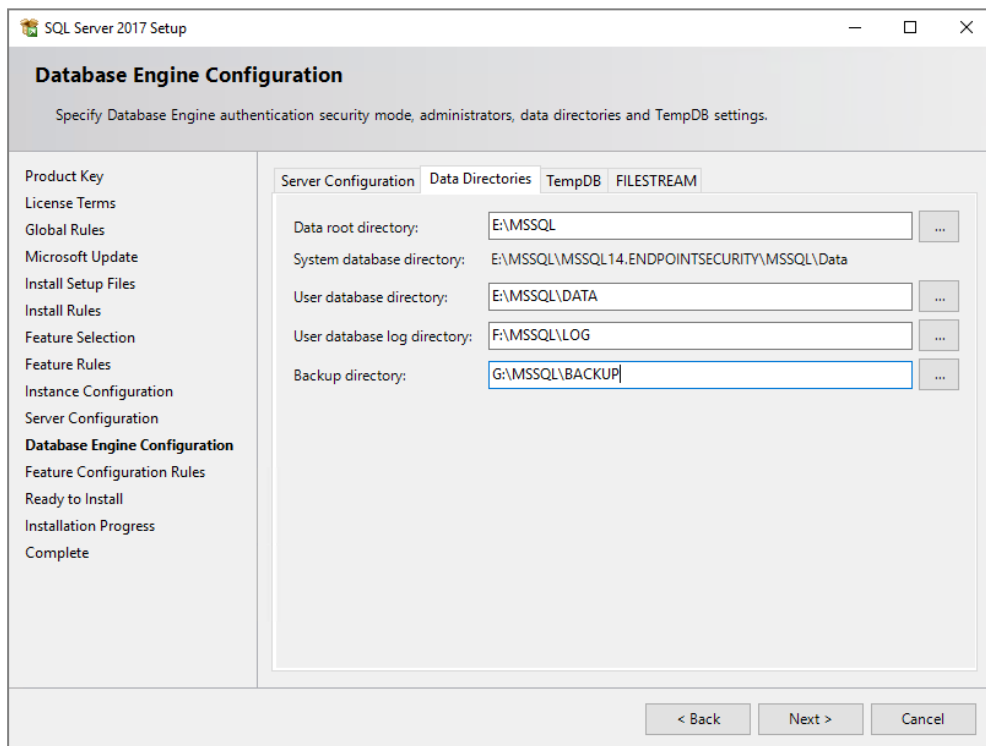 SQL Server 2017 Setup
Database Engine Configuration
Specify Database Engine authentication security mode, administrators, data directories and TempDB settings.
Product Key
License Terms
Global Rules
Microsoft Update
Install Setup Files
Install Rules
Feature Selection
Feature Rules
Instance Configuration
Server Configuration
Database Engine Configuration
Feature Configuration Rules
Ready to Install
Installation Progress
Complete
Server Configuration Data Directories TempDB FILESTREAM
Data root directory: E:\MSSQL ...
System database directory: E:\MSSQL\MSSQL14.ENDPOINTSECURITY\MSSQL\Data
User database directory: E:\MSSQL\DATA ...
User database log directory: F:\MSSQL\LOG ...
Backup directory: G:\MSSQL\BACKUP ...
< Back Next > Cancel